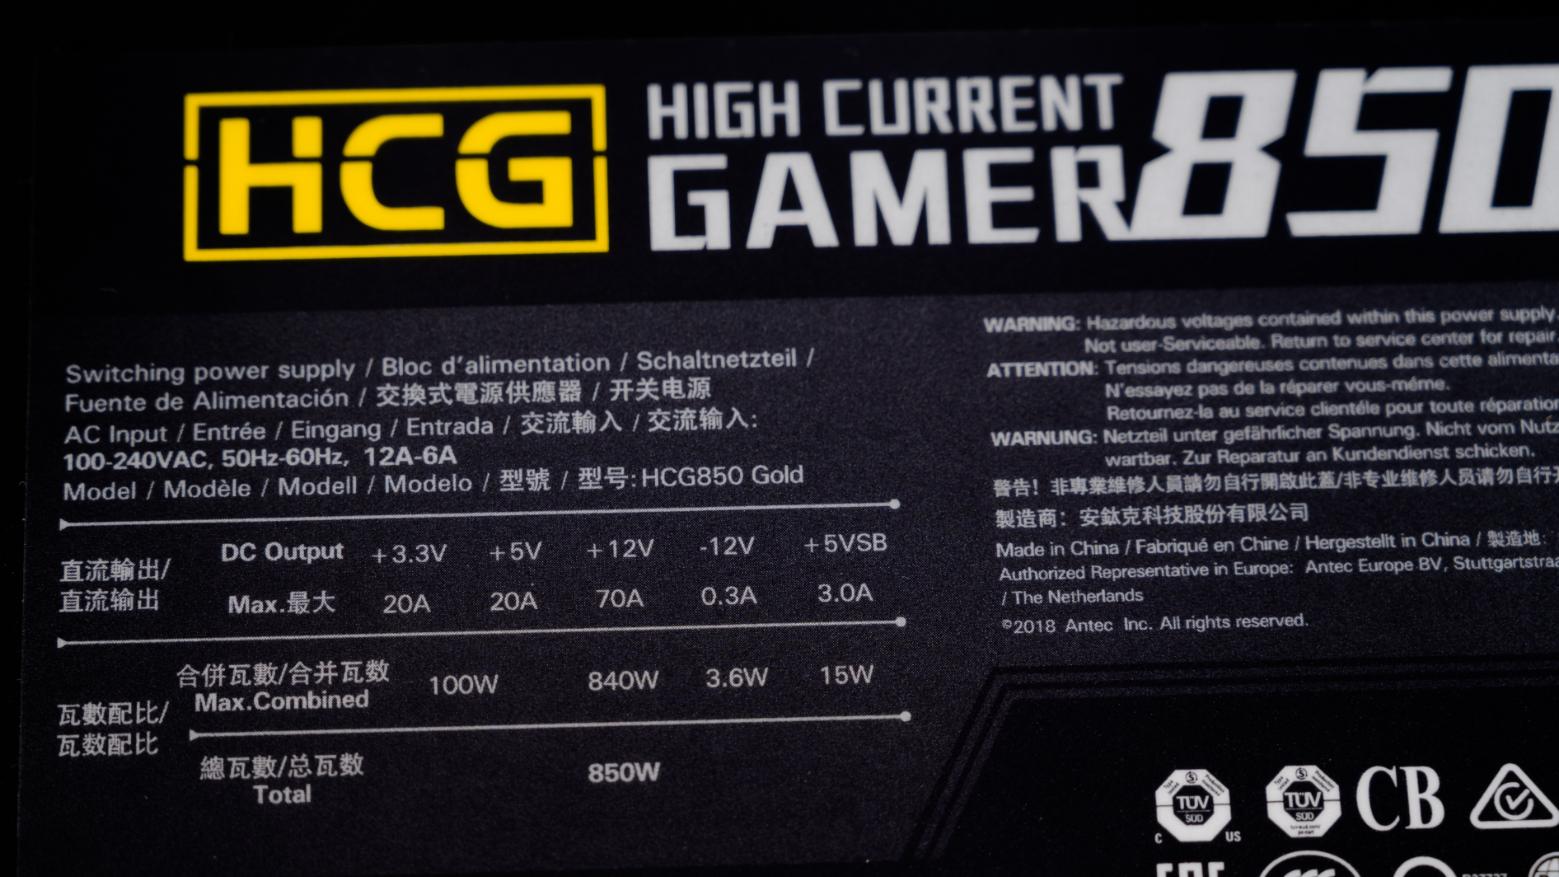 HCG
HIGH CURRENT
GAMER 850
Switching power supply / Bloc d'alimentation / Schaltnetzteil /
Fuente de Alimentación / 交換式電源供應器 / 开关电源
AC Input / Entrée / Eingang / Entrada / 交流輸入 / 交流输入:
100-240VAC, 50Hz-60Hz, 12A-6A
Model / Modèle / Modell / Modelo / 型號 / 型号: HCG850 Gold
直流輸出/
直流输出
DC Output +3.3V +5V +12V -12V +5VSB
Max.最大 20A 20A 70A 0.3A 3.0A
瓦數配比/
瓦数配比
合併瓦數/合并瓦数
Max.Combined 100W 840W 3.6W 15W
總瓦數/总瓦数
Total 850W
WARNING: Hazardous voltages contained within this power supply.
Not user-Serviceable. Return to service center for repair.
ATTENTION: Tensions dangereuses contenues dans cette alimenta
N'essayez pas de la réparer vous-méme.
Retournez-la au service clientéle pour toute réparation
WARNUNG: Netzteil unter gefährlicher Spannung. Nicht vom Nutz
wartbar. Zur Reparatur an Kundendienst schicken.
警告! 非專業維修人員請勿自行開啟此蓋/非专业维修人员请勿自行
製造商: 安鈦克科技股份有限公司
Made in China / Fabriqué en Chine / Hergestellt in China / 製造地:
Authorized Representative in Europe: Antec Europe BV, Stuttgartstraa
/ The Netherlands
©2018 Antec Inc. All rights reserved.
TÜV
SÜD
C US
TÜV
SÜD
CB